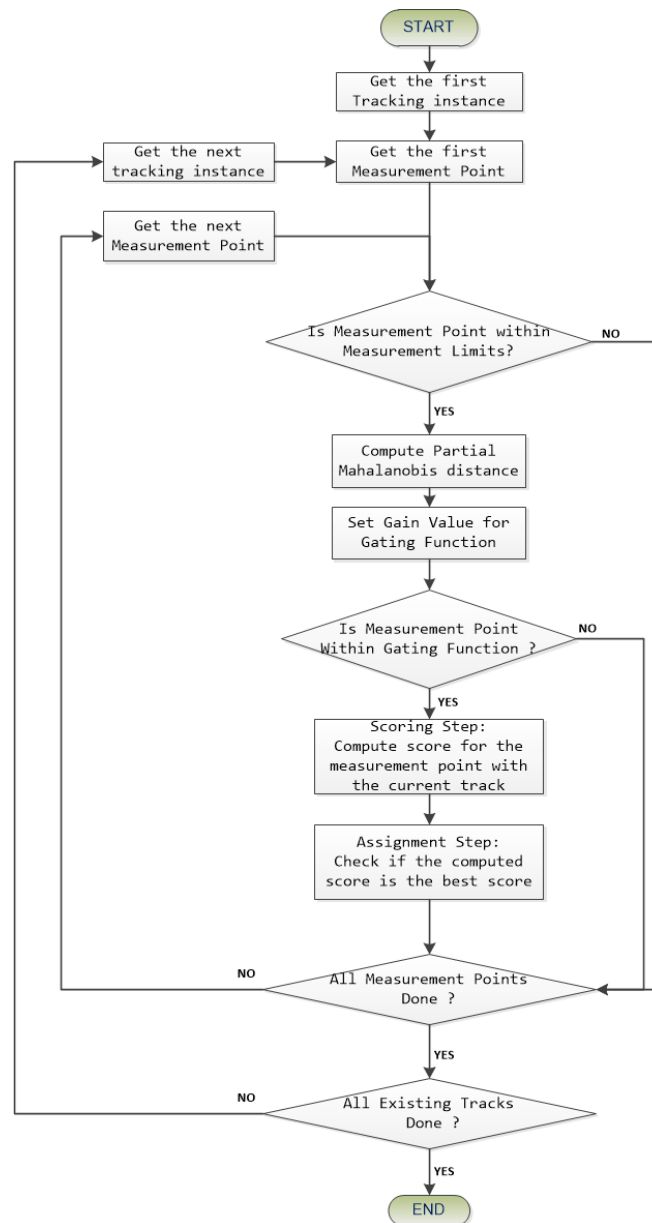 START
Get the first
Tracking instance
Get the next
tracking instance
Get the first
Measurement Point
Get the next
Measurement Point
Is Measurement Point within
Measurement Limits?
NO
YES
Compute Partial
Mahalanobis distance
Set Gain Value for
Gating Function
Is Measurement Point
Within Gating Function ?
NO
YES
Scoring Step:
Compute score for the
measurement point with
the current track
Assignment Step:
Check if the computed
score is the best score
NO
All Measurement Points
Done ?
YES
NO
All Existing Tracks
Done ?
YES
END